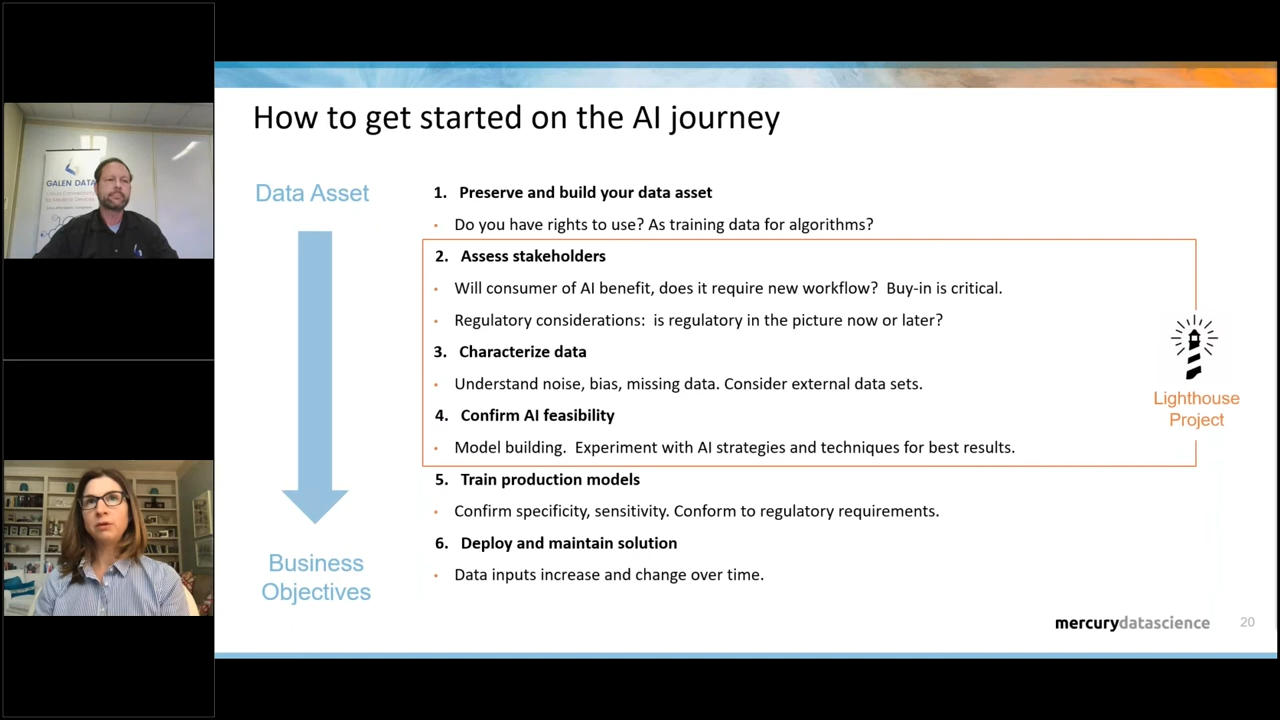 GALEN DATA
How to get started on the AI journey
Data Asset
1. Preserve and build your data asset
• Do you have rights to use? As training data for algorithms?
2. Assess stakeholders
• Will consumer of AI benefit, does it require new workflow? Buy-in is critical.
• Regulatory considerations: is regulatory in the picture now or later?
3. Characterize data
• Understand noise, bias, missing data. Consider external data sets.
4. Confirm AI feasibility
• Model building. Experiment with AI strategies and techniques for best results.
Lighthouse
Project
5. Train production models
• Confirm specificity, sensitivity. Conform to regulatory requirements.
6. Deploy and maintain solution
• Data inputs increase and change over time.
Business
Objectives
mercurydatascience
20